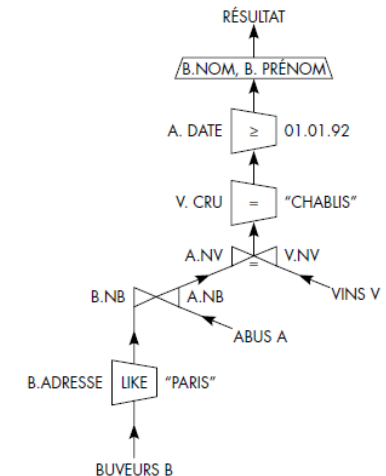 RÉSULTAT
B.NOM, B. PRÉNOM
A. DATE ≥ 01.01.92
V. CRU = “CHABLIS”
A.NV = V.NV
B.NB A.NB
VINS V
ABUS A
B.ADRESSE LIKE “PARIS”
BUVEURS B